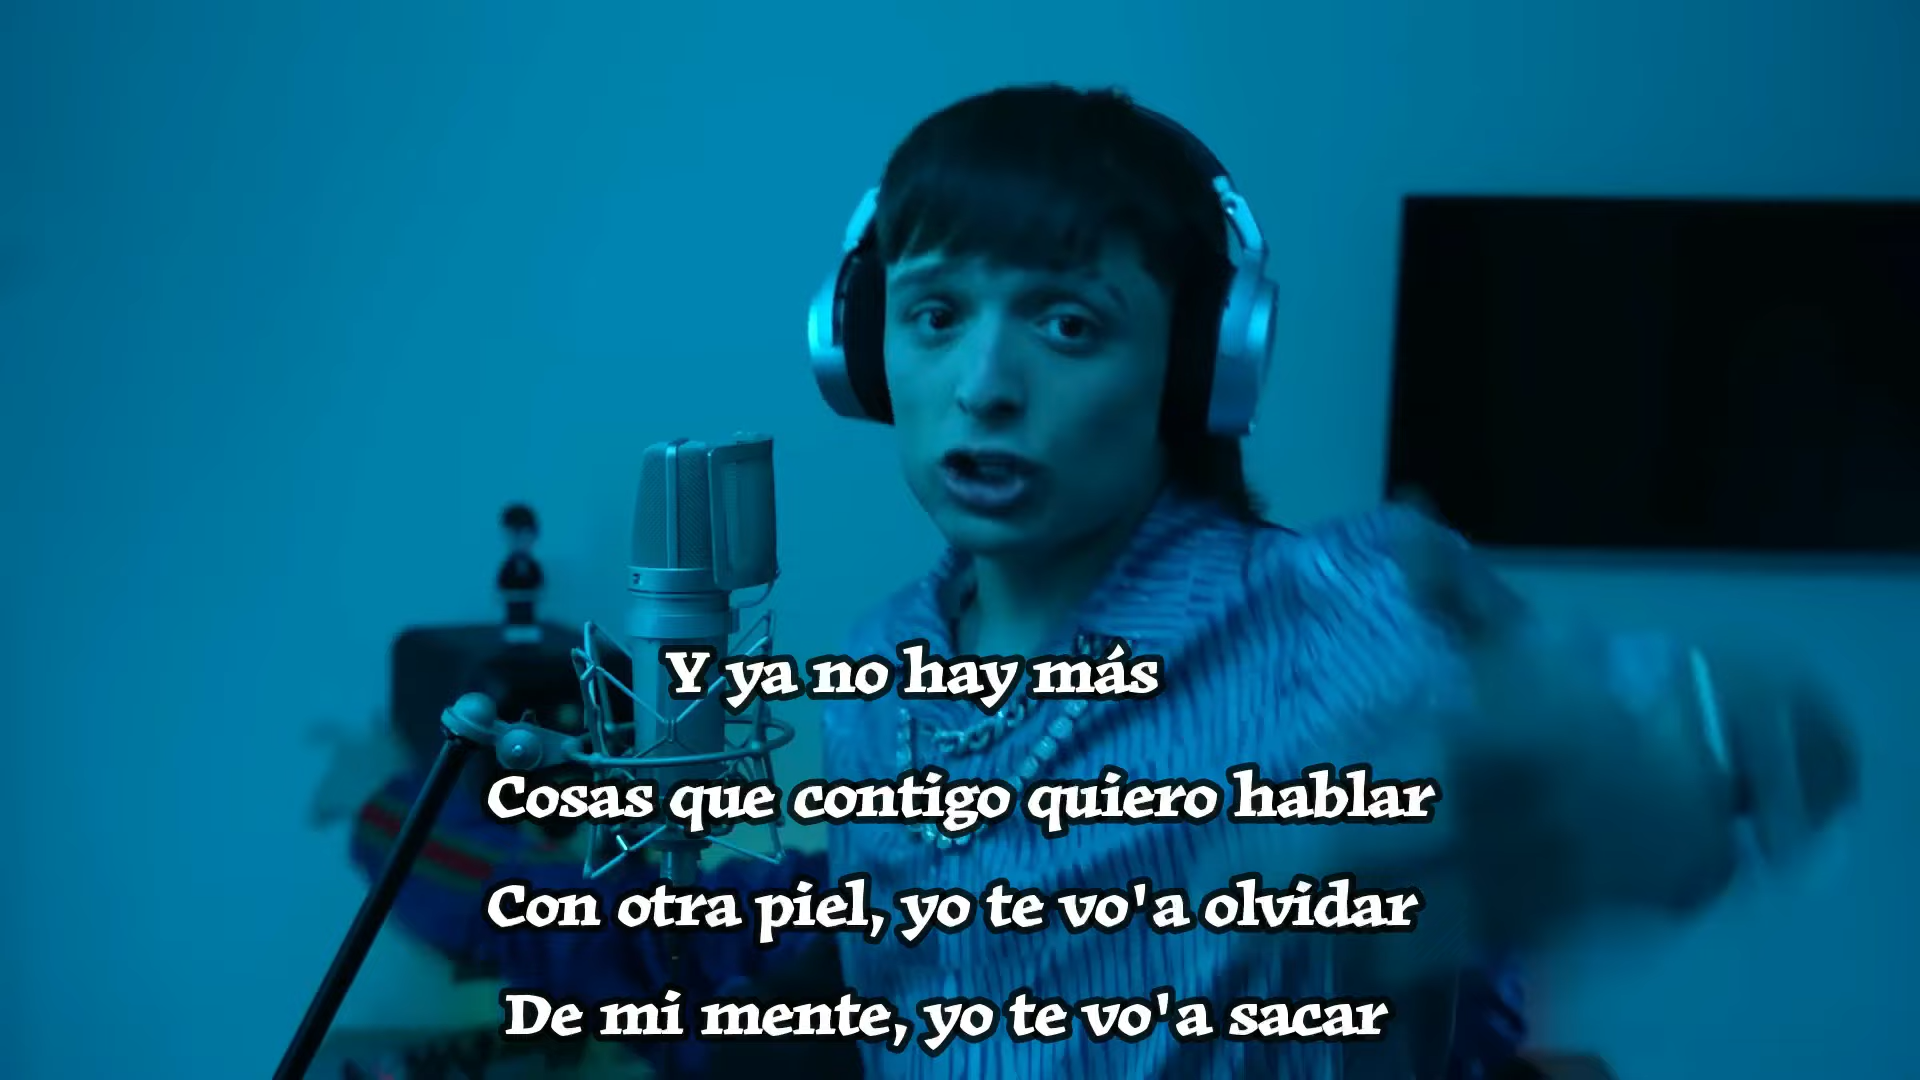 Y ya no hay más
Cosas que contigo quiero hablar
Con otra piel, yo te vo'a olvidar
De mi mente, yo te vo'a sacar